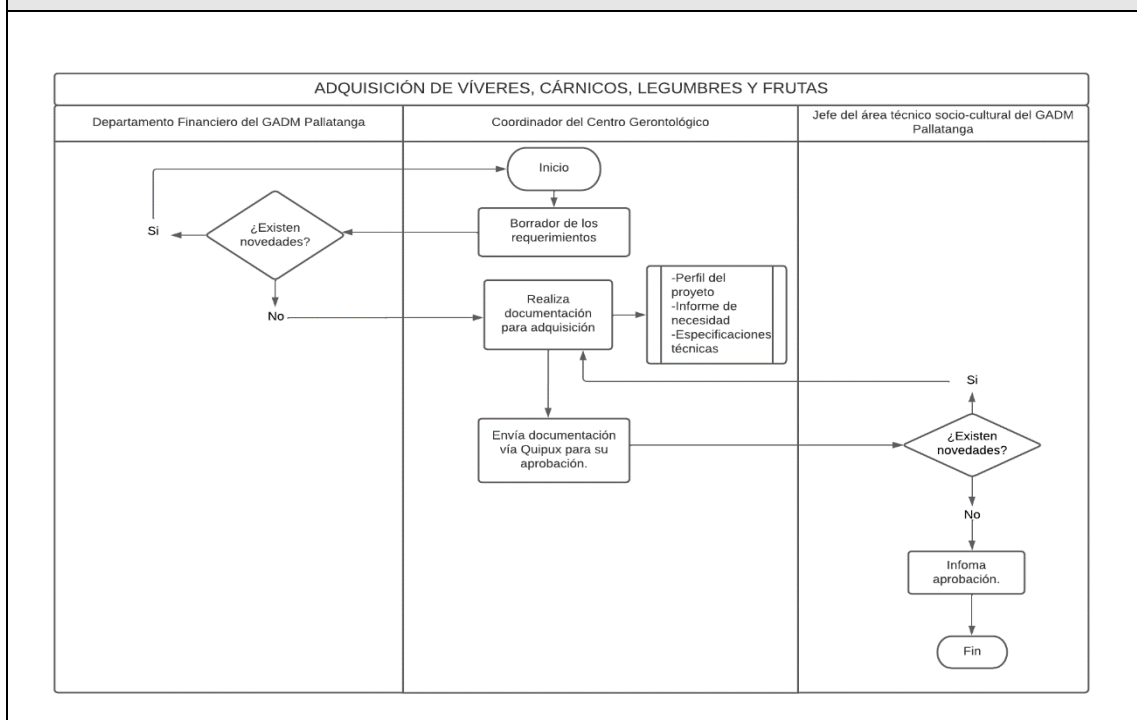 ADQUISICIÓN DE VÍVERES, CÁRNICOS, LEGUMBRES Y FRUTAS
Departamento Financiero del GADM Pallatanga
Coordinador del Centro Gerontológico
Jefe del área técnico socio-cultural del GADM
Pallatanga
Inicio
Borrador de los
requerimientos
¿Existen
novedades?
Si
No
Realiza
documentación
para adquisición
-Perfil del
proyeto
-Informe de
necesidad
-Especificaciones
técnicas
Si
Envía documentación
vía Quipux para su
aprobación.
¿Existen
novedades?
No
Infoma
aprobación.
Fin